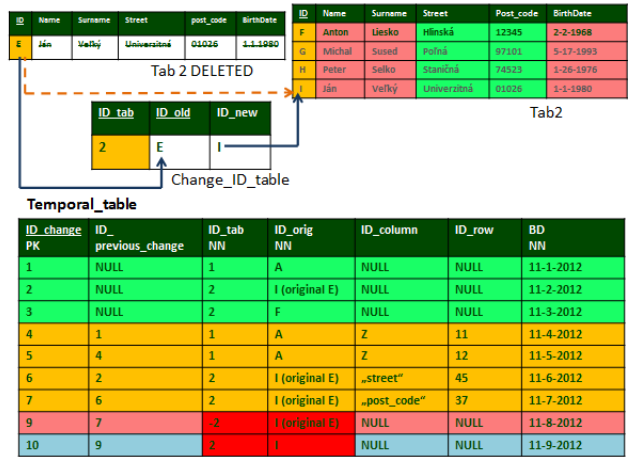 ID Name Surname Street post_code BirthDate
E Ján Veľký Univerzitná 01026 1.1.1980
Tab 2 DELETED
ID Name Surname Street Post_code BirthDate
F Anton Liesko Hlinská 12345 2-2-1968
G Michal Sused Poľná 97101 5-17-1993
H Peter Selko Staničná 74523 1-26-1976
I Ján Veľký Univerzitná 01026 1-1-1980
Tab2
ID_tab ID_old ID_new
2 E I
Change_ID_table
Temporal_table
ID_change ID_ ID_tab ID_orig ID_column ID_row BD
PK previous_change NN NN NN
1 NULL 1 A NULL NULL 11-1-2012
2 NULL 2 I (original E) NULL NULL 11-2-2012
3 NULL 2 F NULL NULL 11-3-2012
4 1 1 A Z 11 11-4-2012
5 4 1 A Z 12 11-5-2012
6 2 2 I (original E) „street“ 45 11-6-2012
7 6 2 I (original E) „post_code“ 37 11-7-2012
9 7 -2 I (original E) NULL NULL 11-8-2012
10 9 2 I NULL NULL 11-9-2012